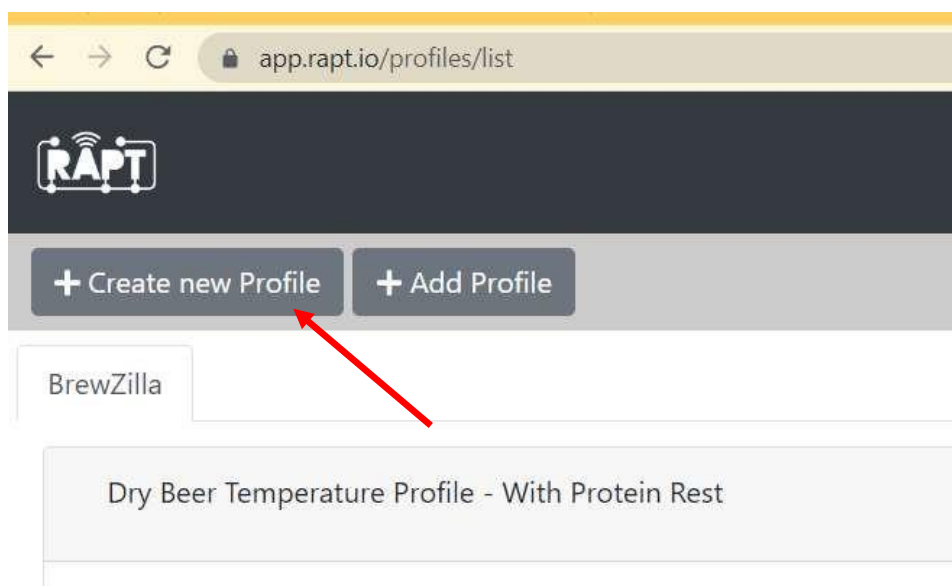 app.rapt.io/profiles/list
RAPT
+ Create new Profile + Add Profile
BrewZilla
Dry Beer Temperature Profile - With Protein Rest